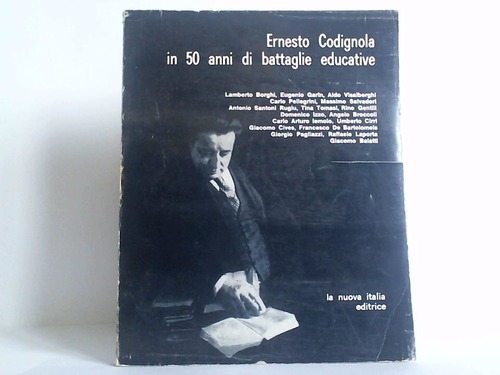 Ernesto Codignola
in 50 anni di battaglie educative
Lamberto Borghi, Eugenio Garin, Aldo Visalberghi
Carlo Pellegrini, Massimo Salvadori
Antonio Santoni Rugiu, Tina Tomasi, Rino Gentili
Domenico Izzo, Angelo Broccoli
Carlo Arturo Iemolo, Umberto Cirri
Giacomo Cives, Francesco De Bartolomeis
Giorgio Pagliazzi, Raffaele Laporta
Giacomo Beletti
la nuova italia
editrice